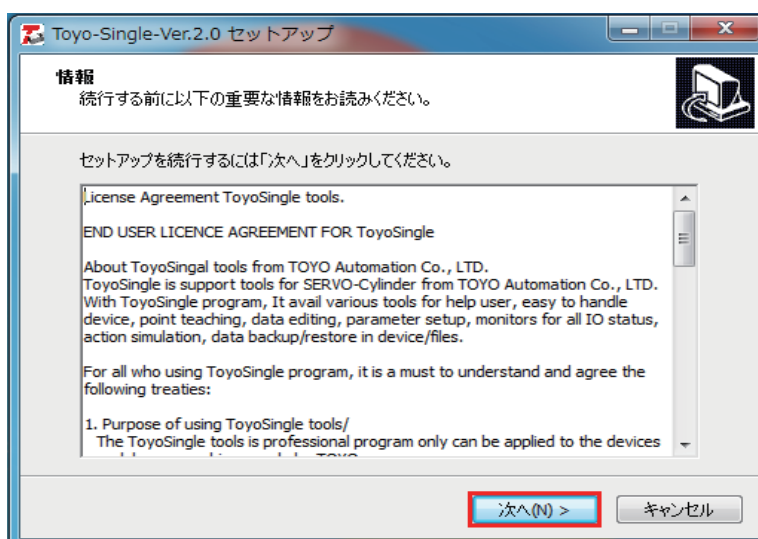 Toyo-Single-Ver.2.0 セットアップ
情報
続行する前に以下の重要な情報をお読みください。
セットアップを続行するには「次へ」をクリックしてください。
License Agreement ToyoSingle tools.
END USER LICENCE AGREEMENT FOR ToyoSingle
About ToyoSingal tools from TOYO Automation Co., LTD.
ToyoSingle is support tools for SERVO-Cylinder from TOYO Automation Co., LTD.
With ToyoSingle program, It avail various tools for help user, easy to handle
device, point teaching, data editing, parameter setup, monitors for all IO status,
action simulation, data backup/restore in device/files.
For all who using ToyoSingle program, it is a must to understand and agree the
following treaties:
1. Purpose of using ToyoSingle tools/
The ToyoSingle tools is professional program only can be applied to the devices
次へ(N) >
キャンセル